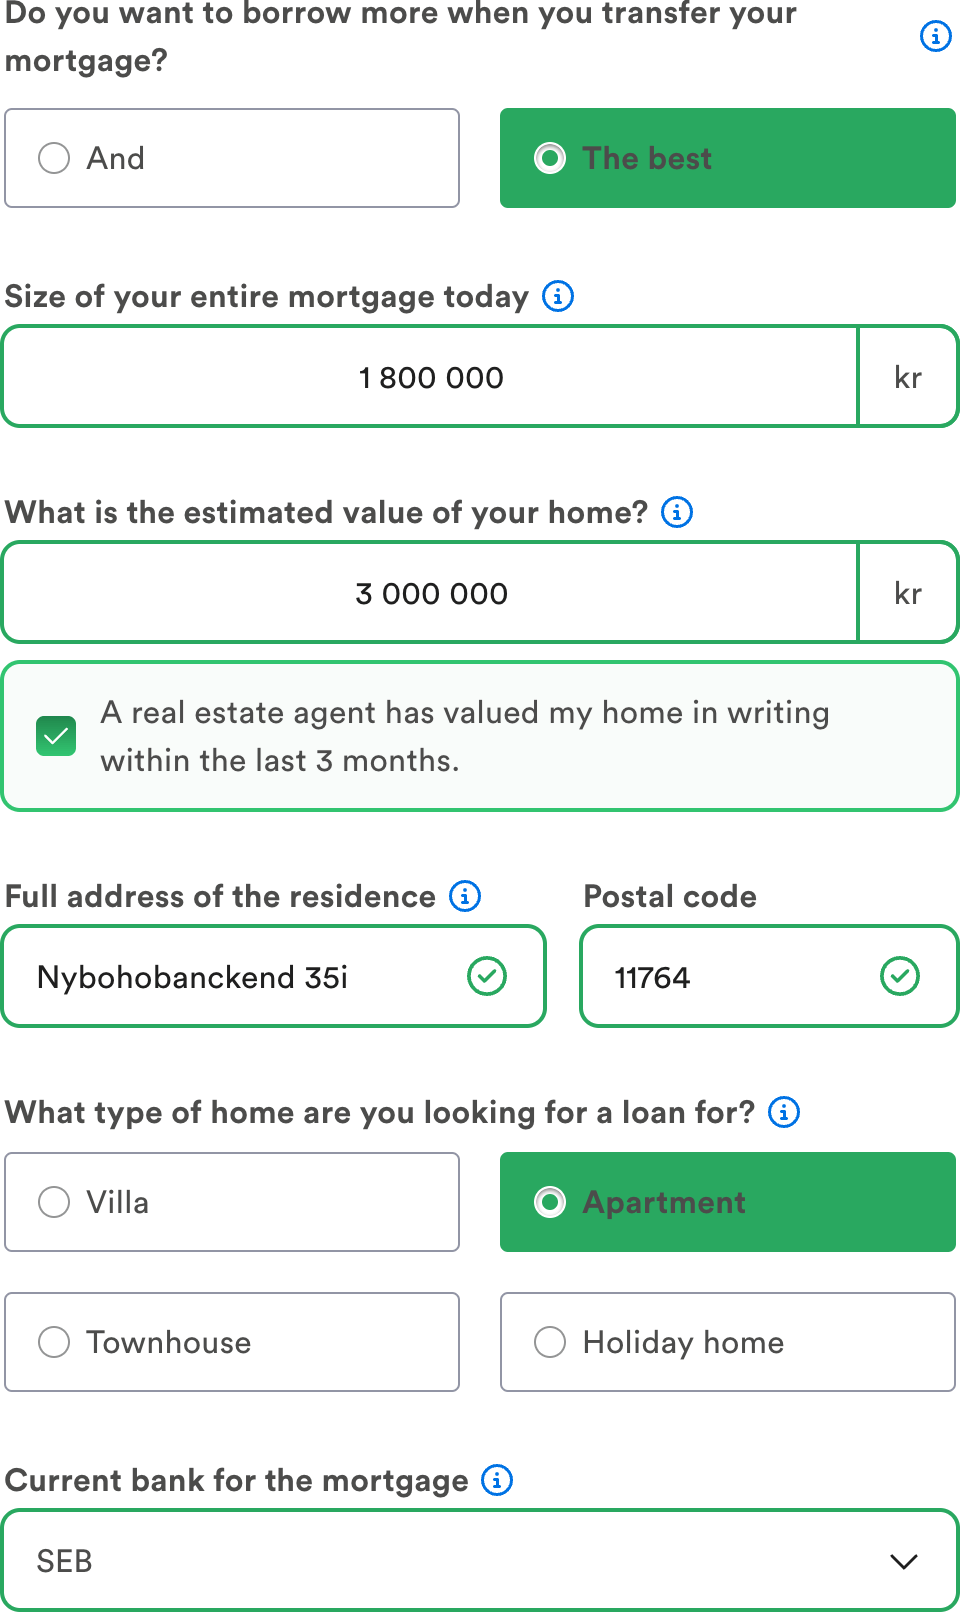 Do you want to borrow more when you transfer your
mortgage?
And
The best
Size of your entire mortgage today
1 800 000
kr
What is the estimated value of your home?
3 000 000
kr
A real estate agent has valued my home in writing
within the last 3 months.
Full address of the residence
Postal code
Nybohobanckend 35i
11764
What type of home are you looking for a loan for?
Villa
Apartment
Townhouse
Holiday home
Current bank for the mortgage
SEB